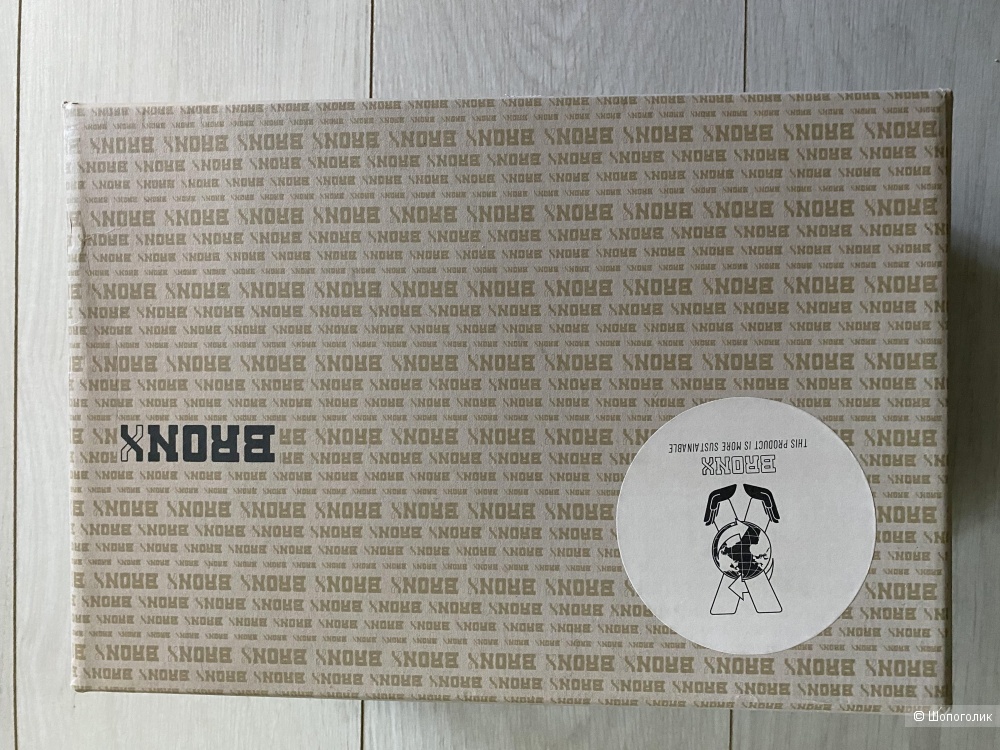 BRONX
BRONX
THIS PRODUCT IS MORE SUSTAINABLE
© Шопоголик